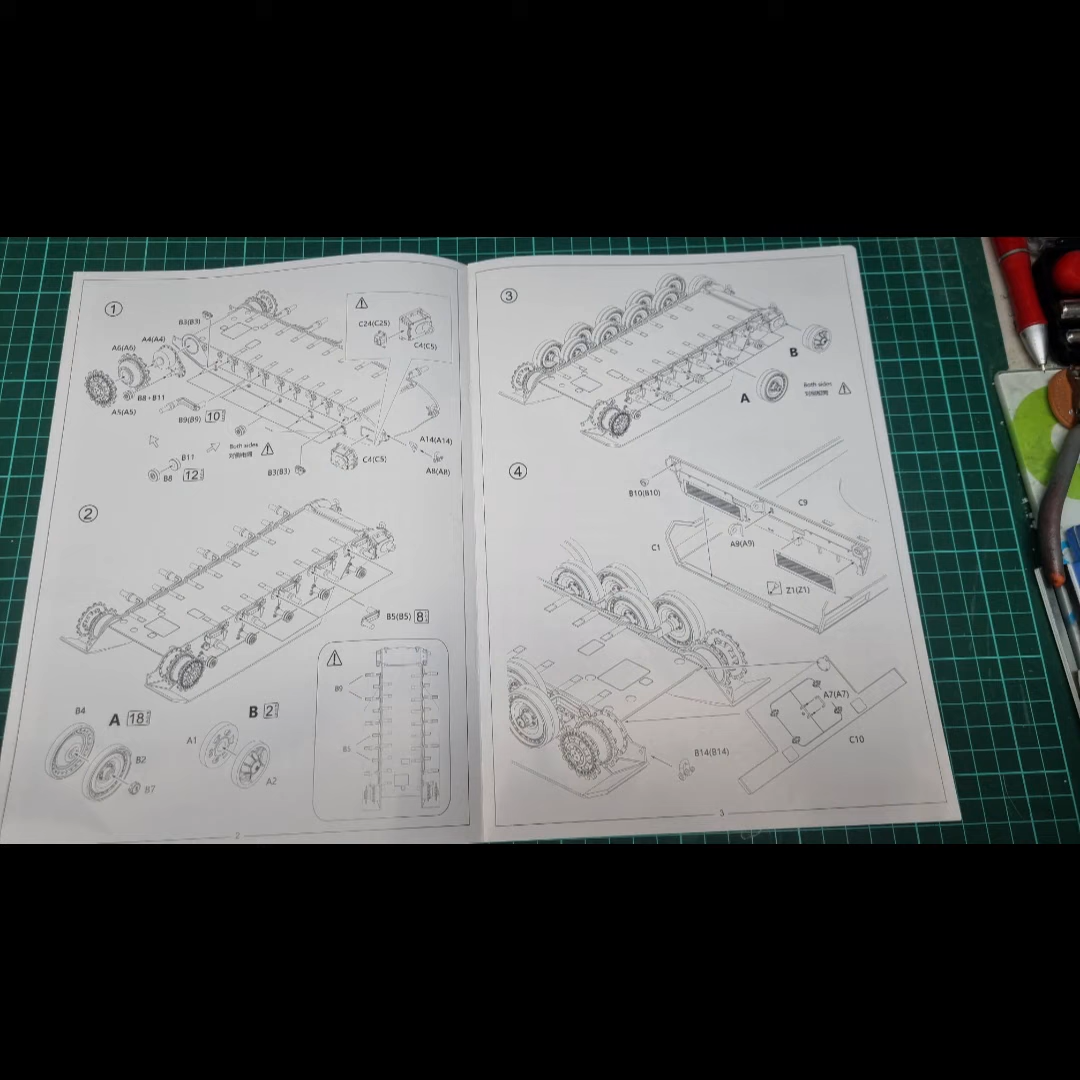 1
B3(B3)
C24(C25)
C4(C5)
A4(A4)
A6(A6)
B8・B11
A5(A5)
B9(B9) 10
Both sides
B11
B8 12
B3(B3)
C4(C5)
A14(A14)
A8(A8)
2
B5(B5) 8
B9
B5
B4
A 18
B2
B7
B 2
A1
A2
2
3
B
A
Both sides
4
B10(B10)
C9
A
A9(A9)
C1
Z1(Z1)
A7(A7)
C10
B14(B14)
3